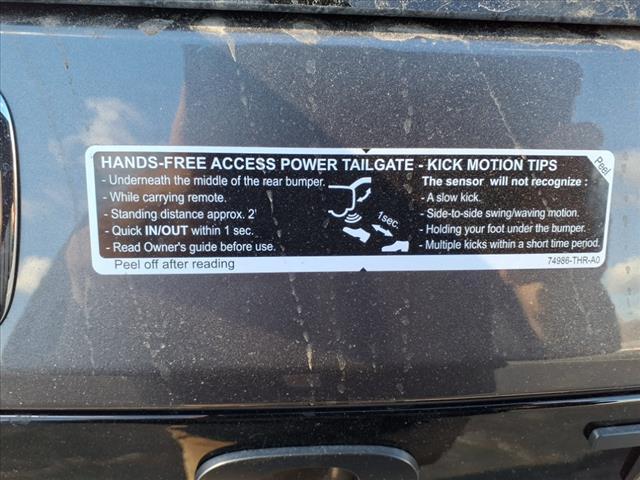 HANDS-FREE ACCESS POWER TAILGATE - KICK MOTION TIPS
Peel
- Underneath the middle of the rear bumper.
- While carrying remote.
- Standing distance approx. 2'
- Quick IN/OUT within 1 sec.
- Read Owner's guide before use.
1sec.
The sensor will not recognize :
- A slow kick.
- Side-to-side swing/waving motion.
- Holding your foot under the bumper.
- Multiple kicks within a short time period.
Peel off after reading
74986-THR-A0